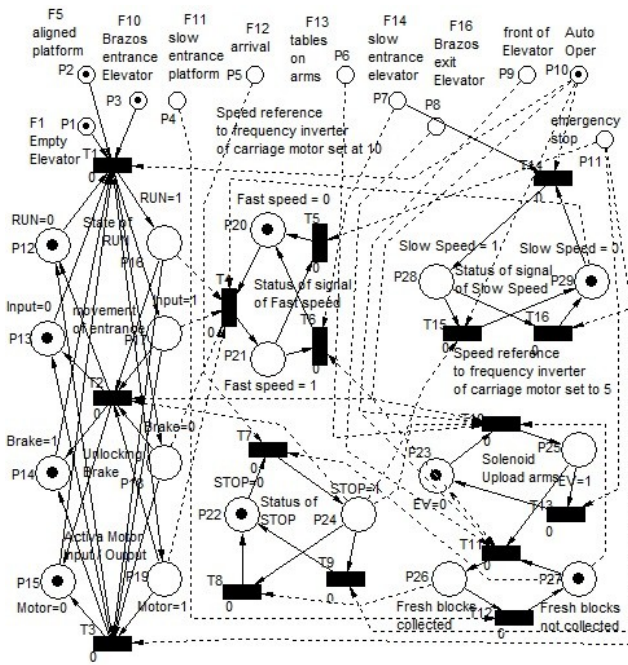 F5
aligned
platform
P2
F10
Brazos
entrance
Elevator
P3
F11
slow
entrance
platform
P4
F12
arrival
P5
F13
tables
on
arms
P6
F14
slow
entrance
elevator
P7
F16
Brazos
exit
Elevator
P8
front of
Elevator
P9
Auto
Oper
P10
F1
Empty
Elevator
P1
Speed reference
to frequency inverter
of carriage motor set at 10
emergency
stop
P11
T1
0
T14
0
RUN=0
P12
State of
RUN
RUN=1
P16
Fast speed = 0
P20
T5
0
Slow Speed = 1
P28
Status of signal
of Slow Speed
Slow Speed = 0
P29
Input=0
P13
movement
of entrance
Input=1
P17
T4
0
Status of signal
of Fast speed
T6
0
P21
Fast speed = 1
T15
0
T16
0
Speed reference
to frequency inverter
of carriage motor set to 5
T2
0
Brake=1
P14
Unlocking
Brake
Brake=0
P18
T7
0
T10
0
P23
EV=0
Solenoid
Upload arms
P25
EV=1
STOP=0
P22
Status of
STOP
STOP=1
P24
T13
0
Activa Motor
Input / Output
P15
Motor=0
P19
Motor=1
T8
0
T9
0
T11
0
P26
Fresh blocks
collected
P27
Fresh blocks
not collected
T12
0
T3
0